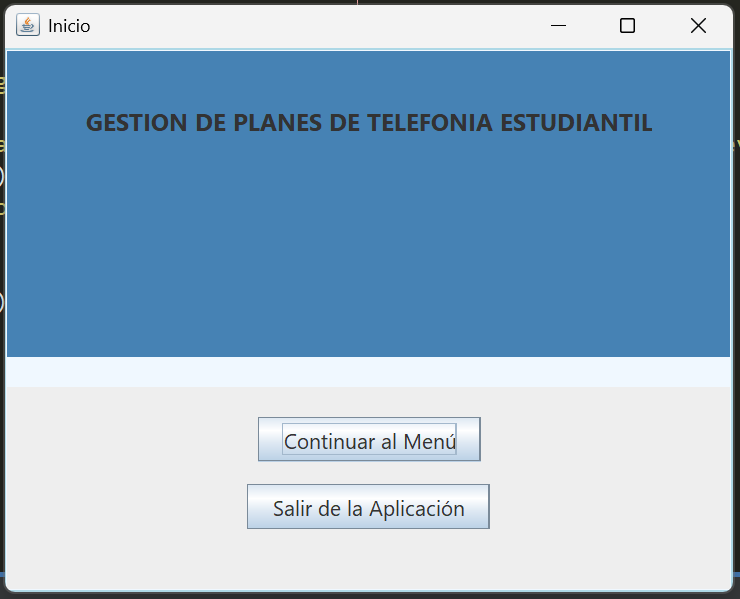 Inicio
GESTION DE PLANES DE TELEFONIA ESTUDIANTIL
Continuar al Menú
Salir de la Aplicación